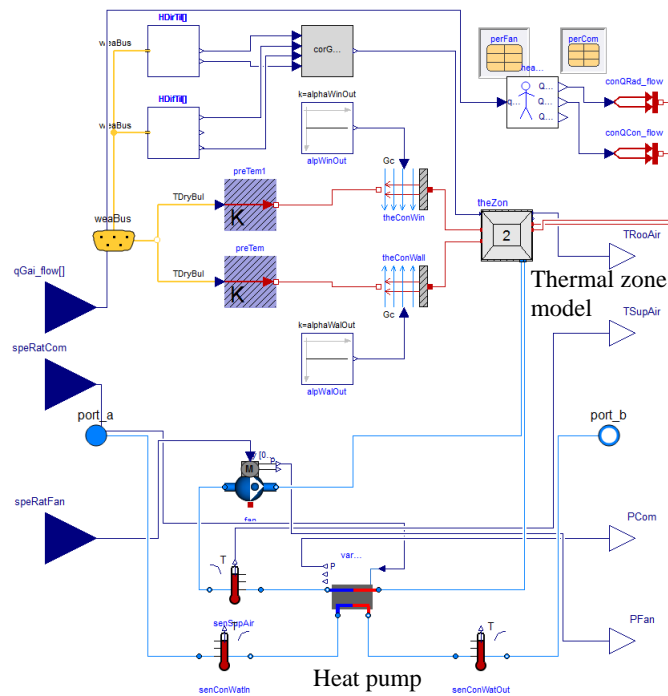 HDirTil[]
weaBus
corG...
perFan
perCom
hea...
conQRad_flow
q...
Q...
Q...
Q...
HDifTil[]
weaBus
k=alphaWinOut
conQCon_flow
alpWinOut
preTem1
Gc
TDryBul
K
theConWin
theZon
weaBus
2
TRooAir
preTem
TDryBul
K
theConWall
Thermal zone
model
qGai_flow[]
Gc
TSupAir
k=alphaWalOut
speRatCom
alpWalOut
port_a
port_b
[0...
M
P
speRatFan
fan
PCom
var...
T
P
PFan
senSupAir
T
T
senConWatIn
Heat pump
senConWatOut